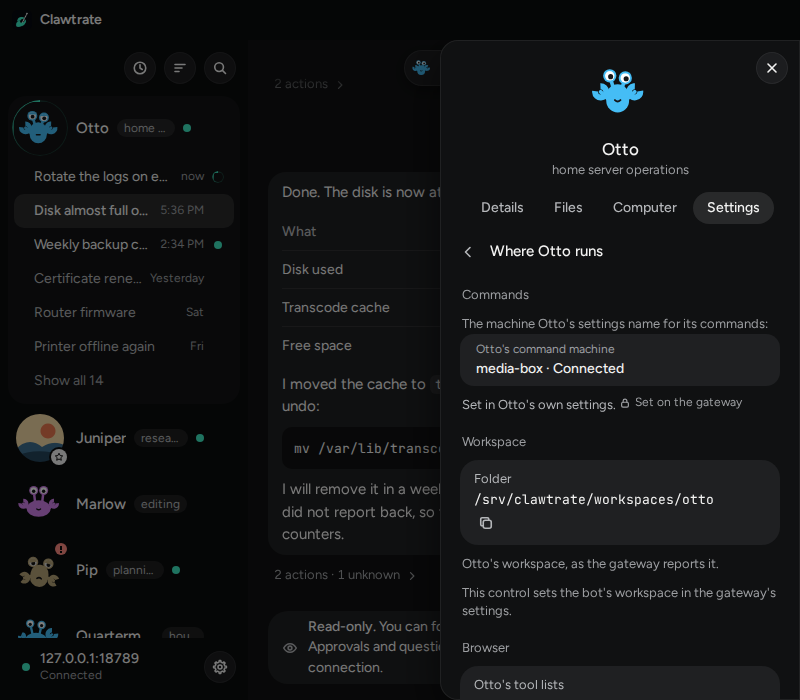 Clawtrate
Otto home ...
Rotate the logs on e... now
Disk almost full o... 5:36 PM
Weekly backup c... 2:34 PM
Certificate rene... Yesterday
Router firmware Sat
Printer offline again Fri
Show all 14
Juniper resea...
Marlow editing
Pip planni...
Quarterm hou
127.0.0.1:18789
Connected
2 actions
Done. The disk is now at
What
Disk used
Transcode cache
Free space
I moved the cache to t
undo:
mv /var/lib/transco
I will remove it in a week
did not report back, so
counters.
2 actions · 1 unknown
Read-only. You can fo
Approvals and questio
connection.
Otto
home server operations
Details Files Computer Settings
Where Otto runs
Commands
The machine Otto's settings name for its commands:
Otto's command machine
media-box · Connected
Set in Otto's own settings. Set on the gateway
Workspace
Folder
/srv/clawtrate/workspaces/otto
Otto's workspace, as the gateway reports it.
This control sets the bot's workspace in the gateway's
settings.
Browser
Otto's tool lists